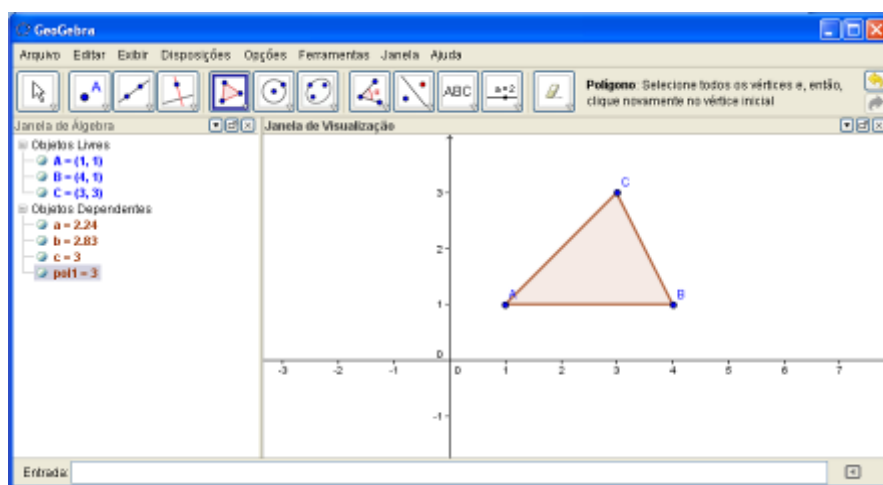 GeoGebra
Arquivo Editar Exibir Disposições Opções Ferramentas Janela Ajuda
A ABC a=2 Polígono: Selecione todos os vértices e, então,
clique novamente no vértice inicial
Janela de Álgebra Janela de Visualização
Objetos Livres
A = (1, 1)
B = (4, 1)
C = (3, 3)
Objetos Dependentes
a = 2.24
b = 2.83
c = 3
pol1 = 3
C
3
2
A B
1
0
-3 -2 -1 0 1 2 3 4 5 6 7
-1
Entrada: